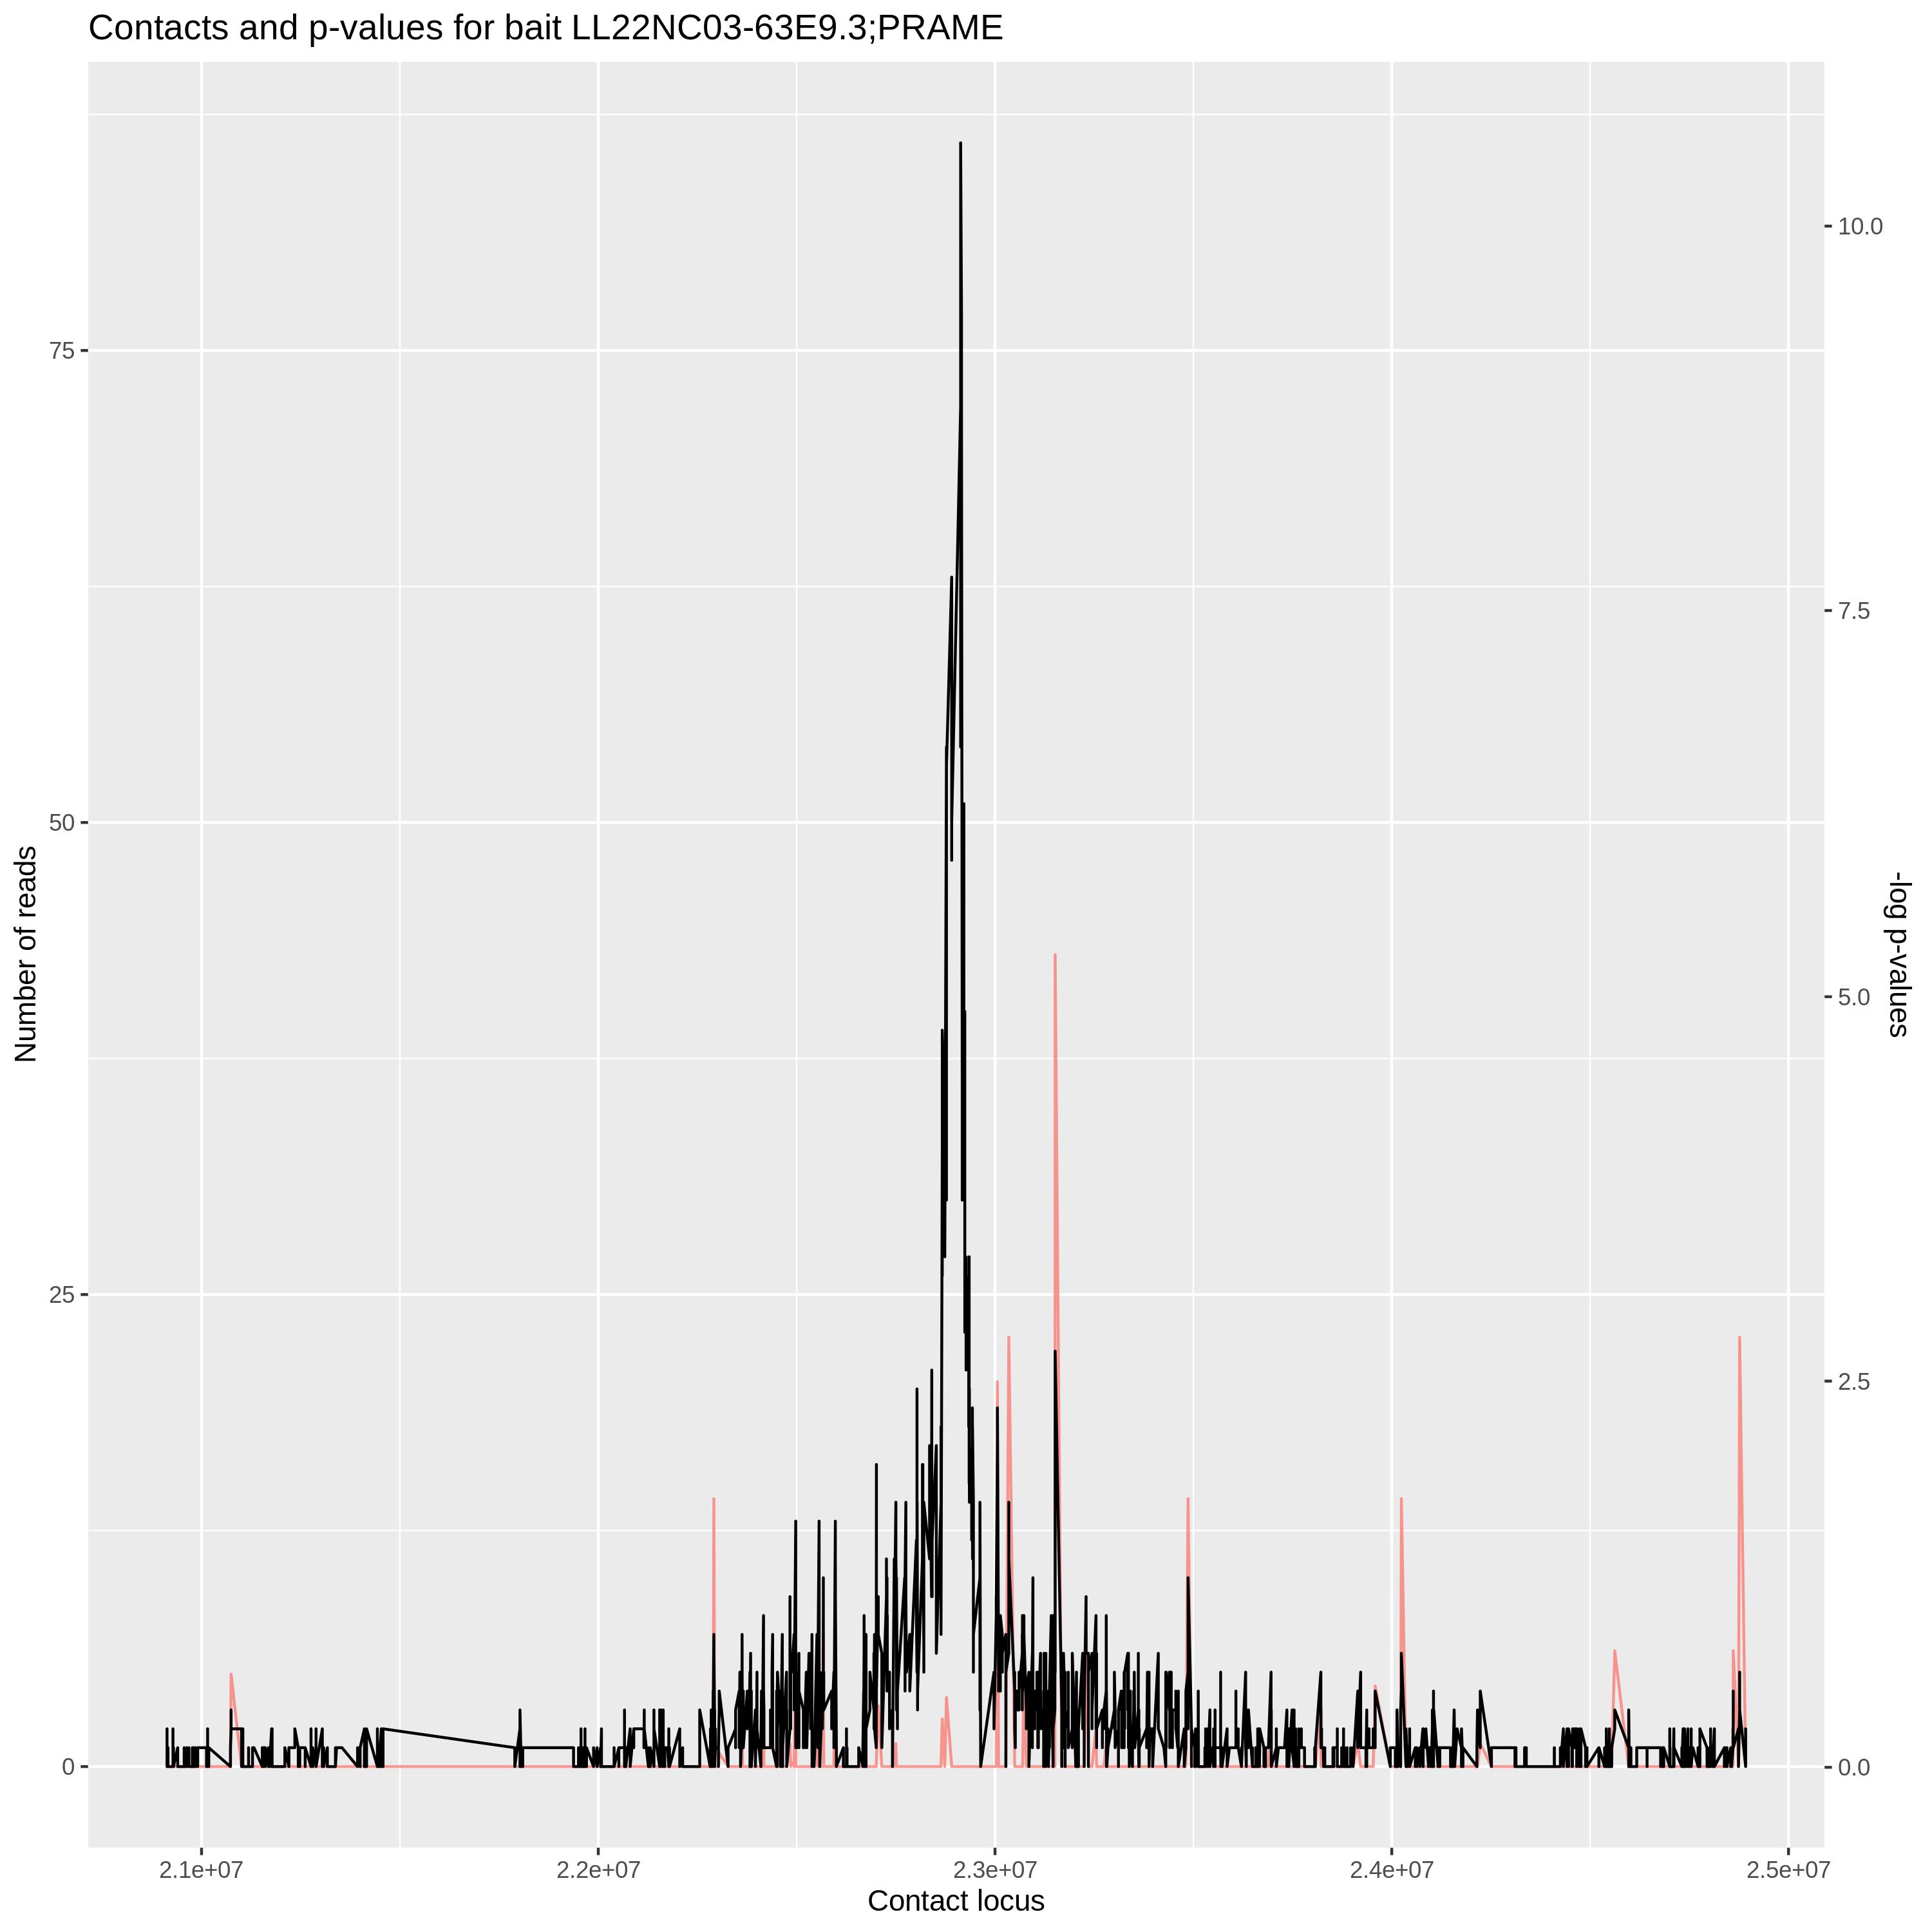 Contacts and p-values for bait LL22NC03-63E9.3;PRAME
Number of reads
75
50
25
0
10.0
7.5
5.0
2.5
0.0
-log p-values
2.1e+07
2.2e+07
2.3e+07
2.4e+07
2.5e+07
Contact locus